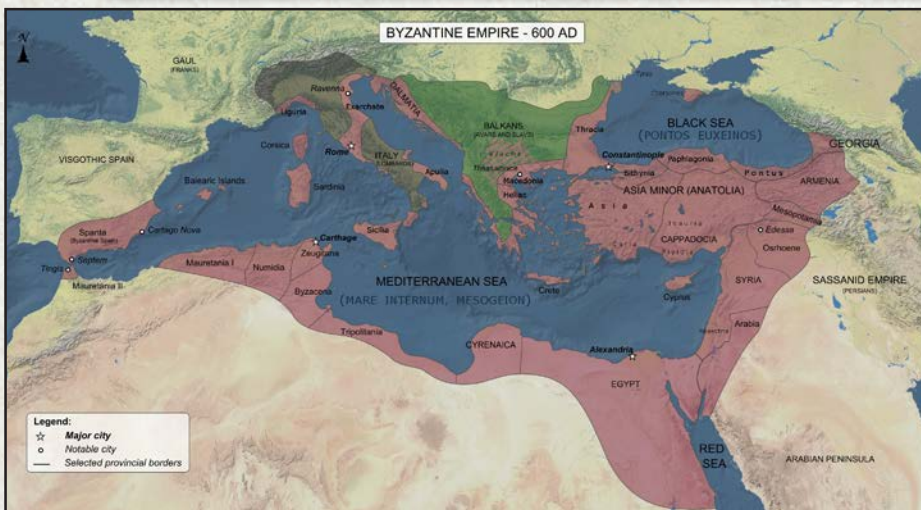 BYZANTINE EMPIRE - 600 AD
N
GAUL
(FRANKS)
Ravenna
Exarchate
DALMATIA
Liguria
BALKANS
(AVARS AND SLAVS)
BLACK SEA
(PONTOS EUXEINOS)
Thracia
GEORGIA
VISGOTHIC SPAIN
Corsica
Rome
ITALY
Constantinople
Paphlagonia
Bithynia
Pontus
ARMENIA
Balearic Islands
Sardinia
Apulia
Macedonia
Hellas
ASIA MINOR (ANATOLIA)
Asia
Mesopotamia
Spania
(Byzantine Spain)
Cartago Nova
Carthage
Sicilia
CAPPADOCIA
Edessa
Osrhoene
Septem
Tingis
Mauretania II
Mauretania I
Numidia
Zeugitana
Byzacena
MEDITERRANEAN SEA
(MARE INTERNUM, MESOGEION)
Crete
Cyprus
SYRIA
SASSANID EMPIRE
(PERSIANS)
Tripolitania
CYRENAICA
Alexandria
Arabia
EGYPT
RED
SEA
ARABIAN PENINSULA
Legend:
Major city
Notable city
Selected provincial borders